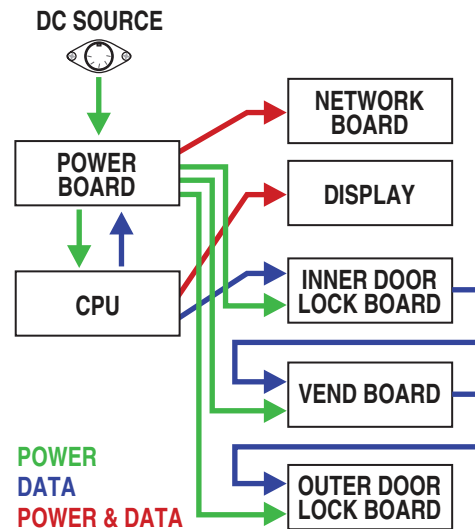 DC SOURCE
NETWORK
BOARD
POWER
BOARD
DISPLAY
CPU
INNER DOOR
LOCK BOARD
VEND BOARD
POWER
DATA
POWER & DATA
OUTER DOOR
LOCK BOARD